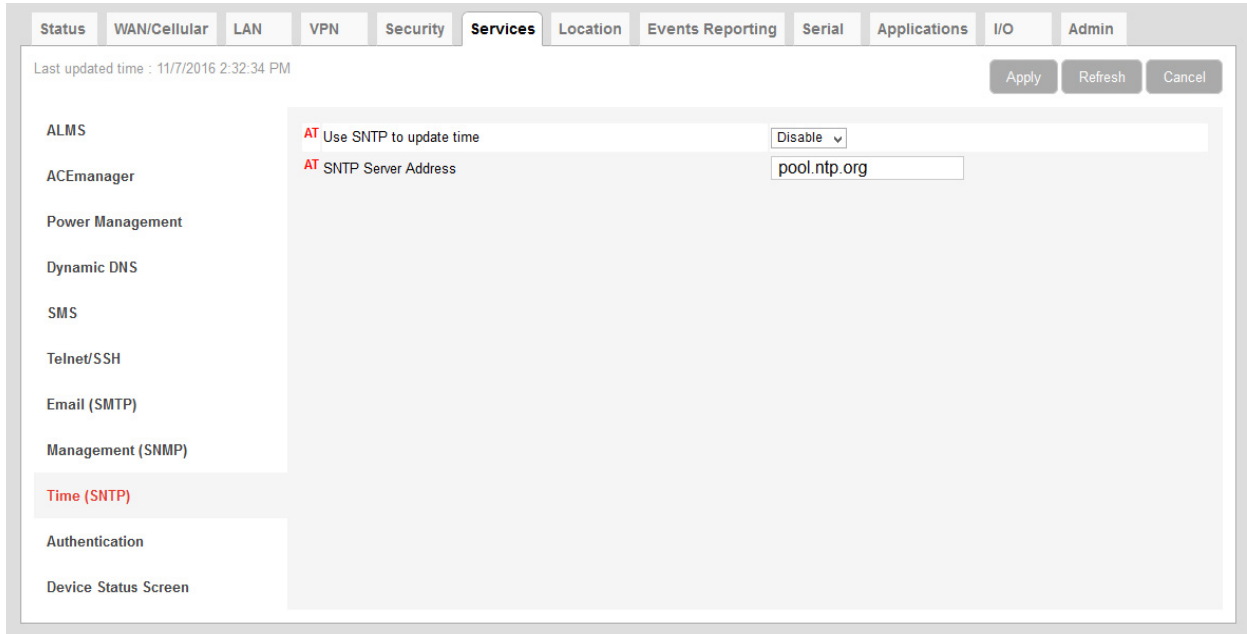 Status WAN/Cellular LAN VPN Security Services Location Events Reporting Serial Applications I/O Admin
Last updated time : 11/7/2016 2:32:34 PM
Apply Refresh Cancel
ALMS
ACEmanager
Power Management
Dynamic DNS
SMS
Telnet/SSH
Email (SMTP)
Management (SNMP)
Time (SNTP)
Authentication
Device Status Screen
AT Use SNTP to update time Disable
AT SNTP Server Address pool.ntp.org